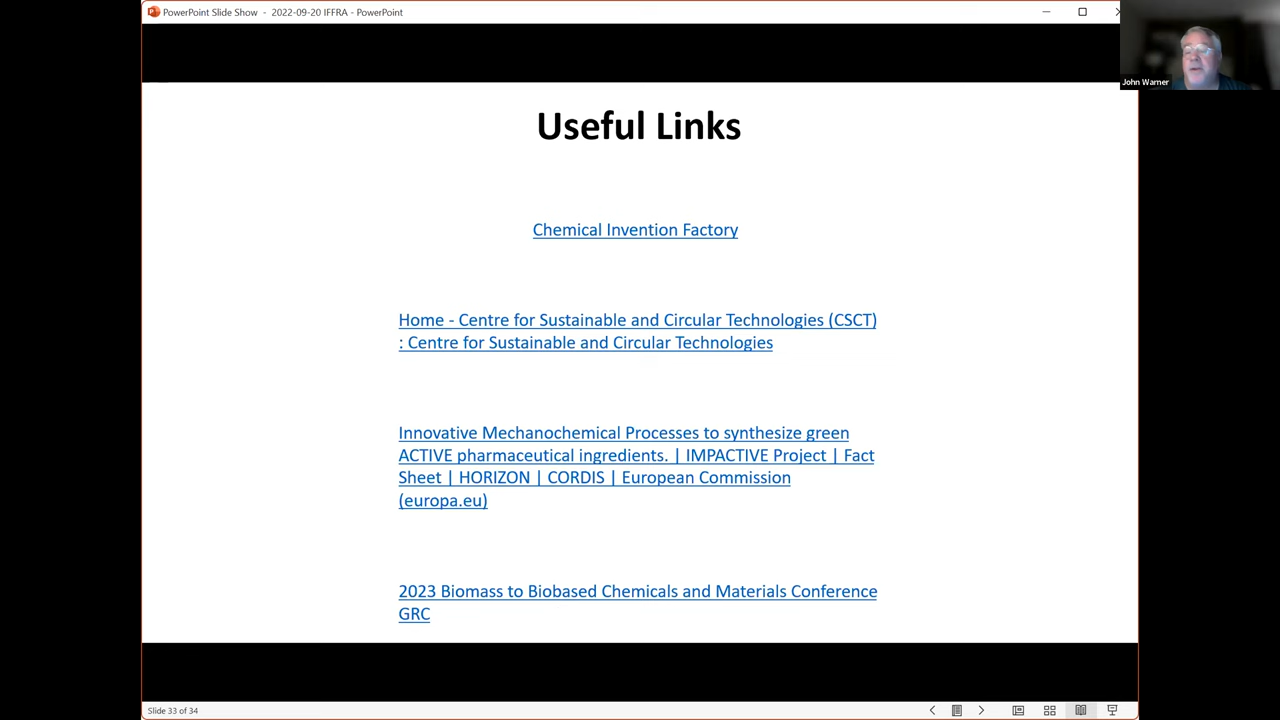 PowerPoint Slide Show - 2022-09-20 IFFRA - PowerPoint
John Warner
Useful Links
Chemical Invention Factory
Home - Centre for Sustainable and Circular Technologies (CSCT)
: Centre for Sustainable and Circular Technologies
Innovative Mechanochemical Processes to synthesize green
ACTIVE pharmaceutical ingredients. | IMPACTIVE Project | Fact
Sheet | HORIZON | CORDIS | European Commission
(europa.eu)
2023 Biomass to Biobased Chemicals and Materials Conference
GRC
Slide 33 of 34